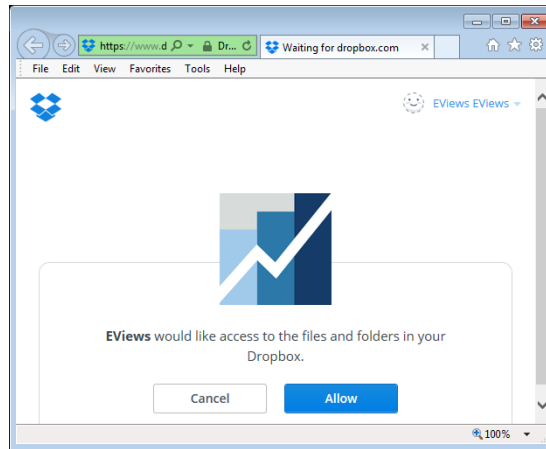 https://www.d Dr... Waiting for dropbox.com
File Edit View Favorites Tools Help
EViews EViews
EViews would like access to the files and folders in your
Dropbox.
Cancel Allow
100%